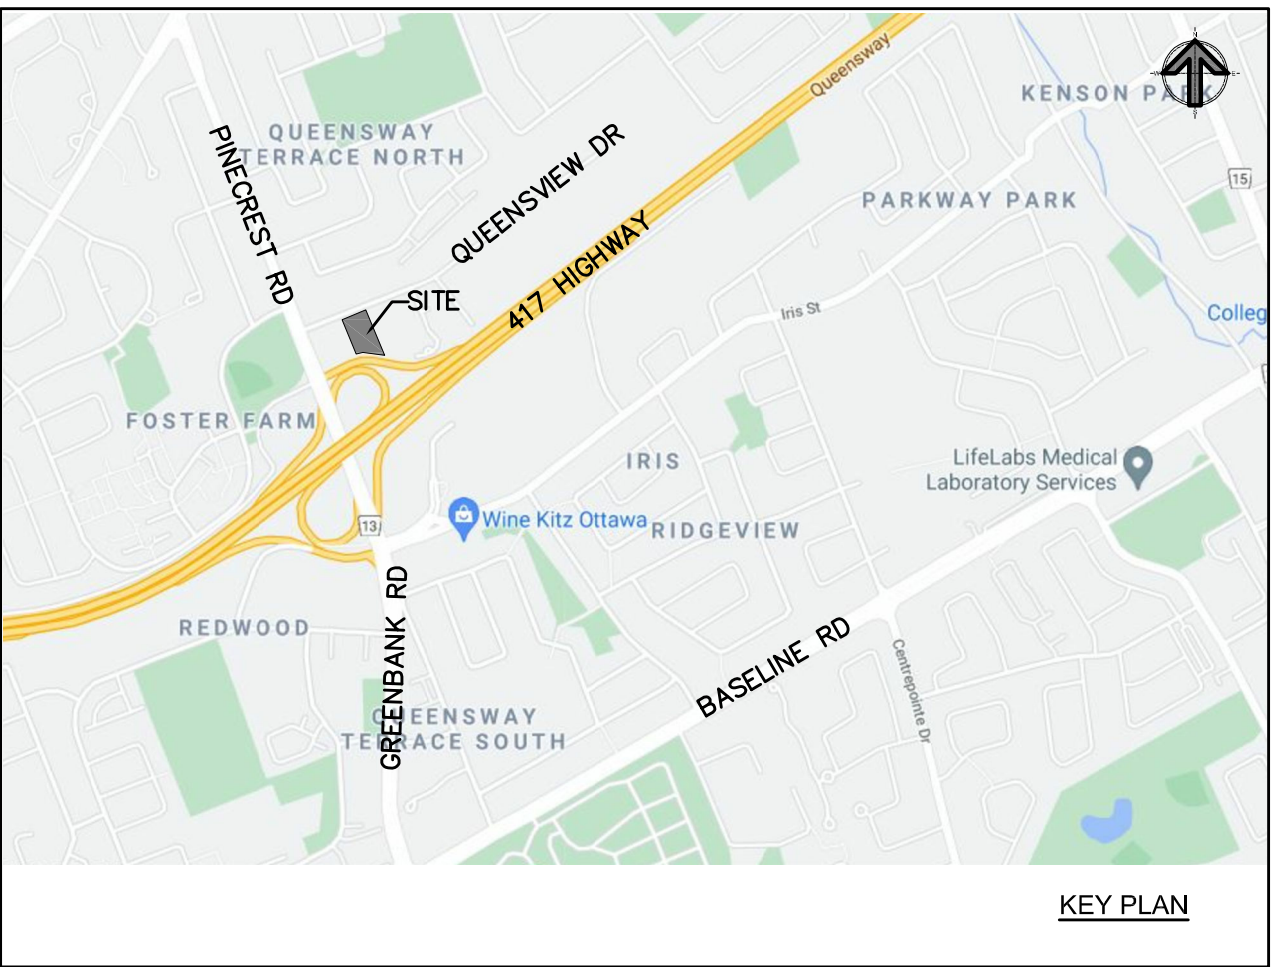 Queensway
N
W
E
S
KENSON PARK
QUEENSWAY
TERRACE NORTH
PINECREST RD
QUEENSVIEW DR
15
PARKWAY PARK
417 HIGHWAY
SITE
Iris St
Colleg
FOSTER FARM
IRIS
LifeLabs Medical
Laboratory Services
13
Wine Kitz Ottawa
RIDGEVIEW
REDWOOD
GREENBANK RD
BASELINE RD
Centrepointe Dr
QUEENSWAY
TERRACE SOUTH
KEY PLAN